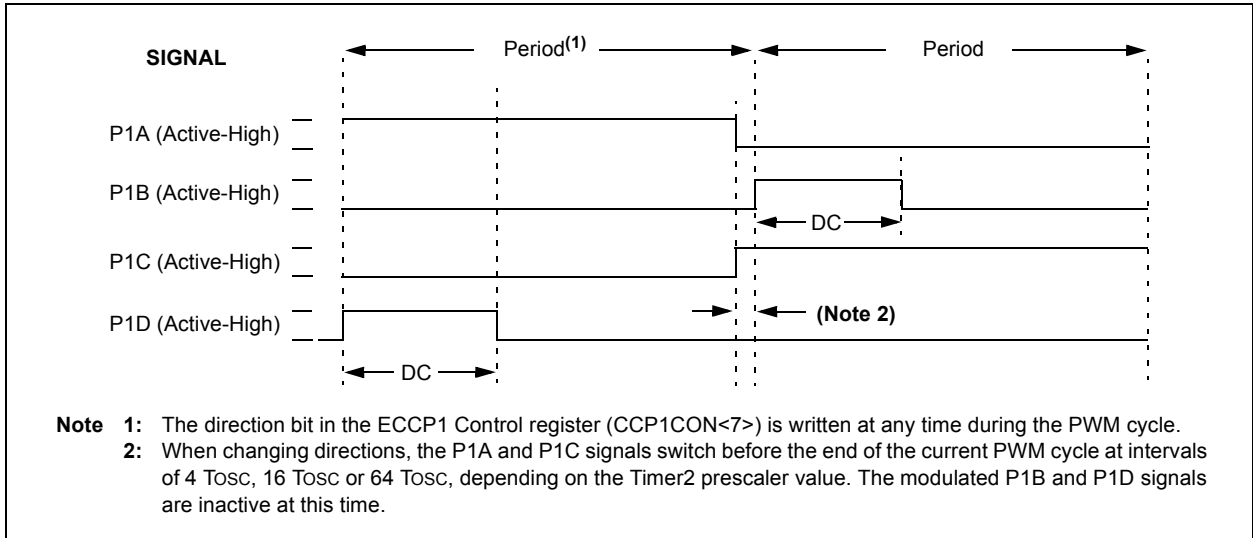 SIGNAL
Period(1)
Period
P1A (Active-High)
P1B (Active-High)
DC
P1C (Active-High)
P1D (Active-High)
(Note 2)
DC
Note 1: The direction bit in the ECCP1 Control register (CCP1CON<7>) is written at any time during the PWM cycle.
2: When changing directions, the P1A and P1C signals switch before the end of the current PWM cycle at intervals
of 4 TOSC, 16 TOSC or 64 TOSC, depending on the Timer2 prescaler value. The modulated P1B and P1D signals
are inactive at this time.